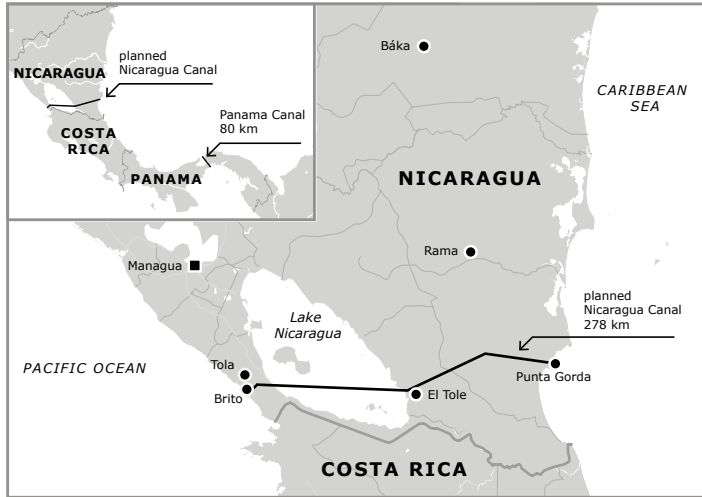 planned
Nicaragua Canal
NICARAGUA
Panama Canal
80 km
COSTA
RICA
PANAMA
Báka
CARIBBEAN
SEA
NICARAGUA
Rama
Managua
planned
Nicaragua Canal
278 km
Lake
Nicaragua
PACIFIC OCEAN
Tola
Brito
El Tole
Punta Gorda
COSTA RICA